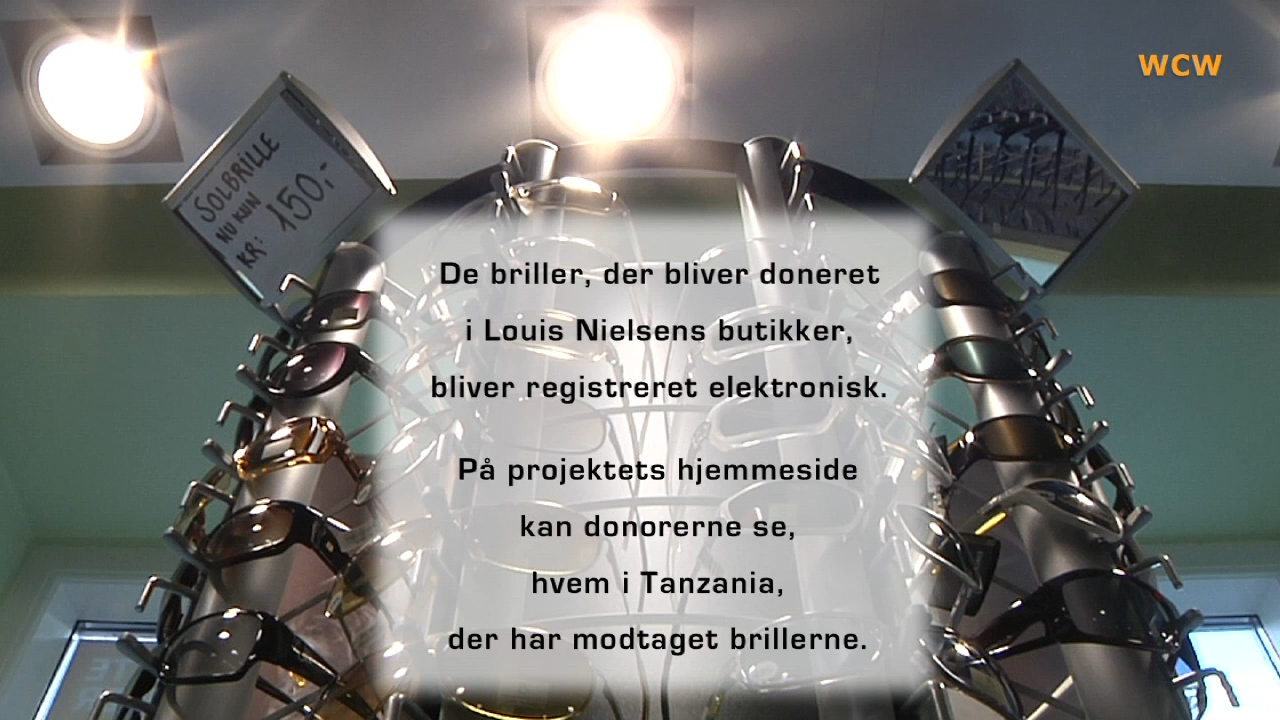 WCW
SOLBRILLE
NU KUN
KR: 150,-
De briller, der bliver doneret
i Louis Nielsens butikker,
bliver registreret elektronisk.
På projektets hjemmeside
kan donorerne se,
hvem i Tanzania,
der har modtaget brillerne.